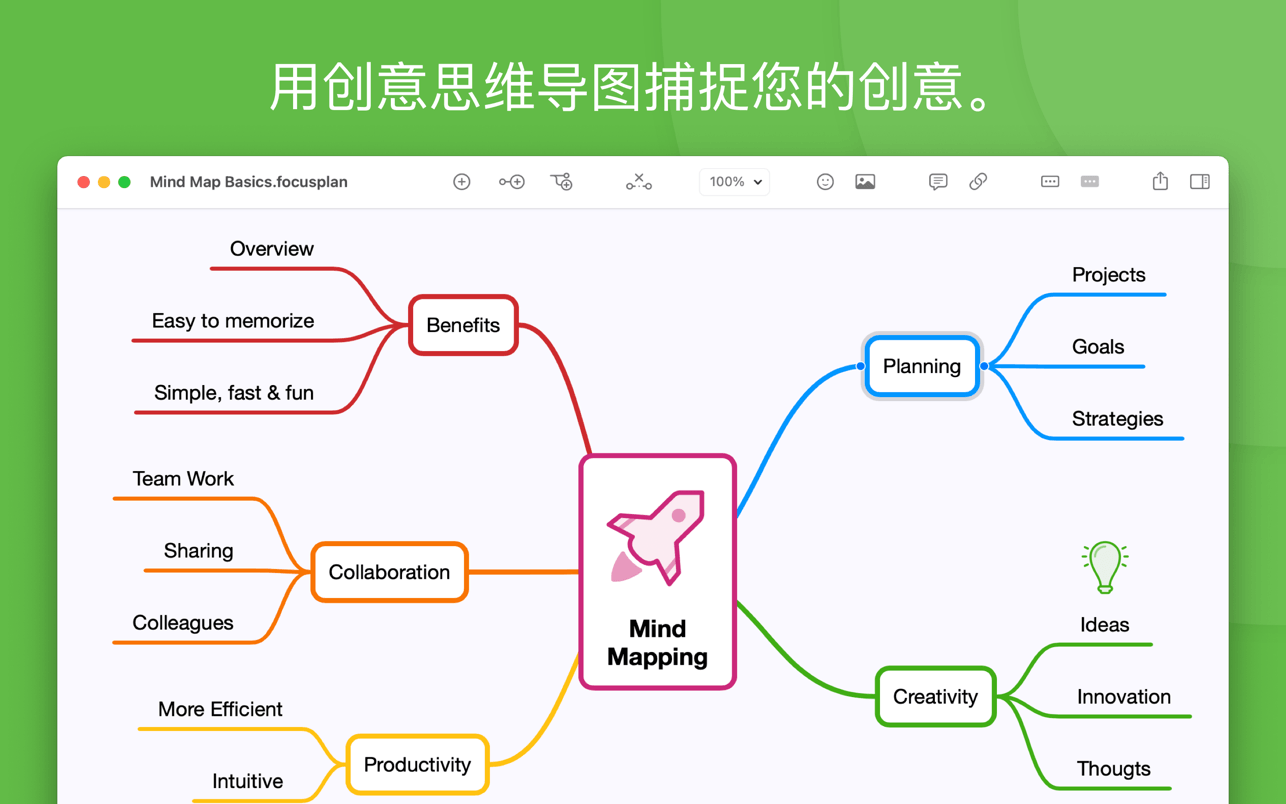 用创意思维导图捕捉您的创意。
Mind Map Basics.focusplan
100%
Overview
Easy to memorize
Simple, fast & fun
Benefits
Team Work
Sharing
Colleagues
Collaboration
More Efficient
Intuitive
Productivity
Mind
Mapping
Planning
Projects
Goals
Strategies
Creativity
Ideas
Innovation
Thougts